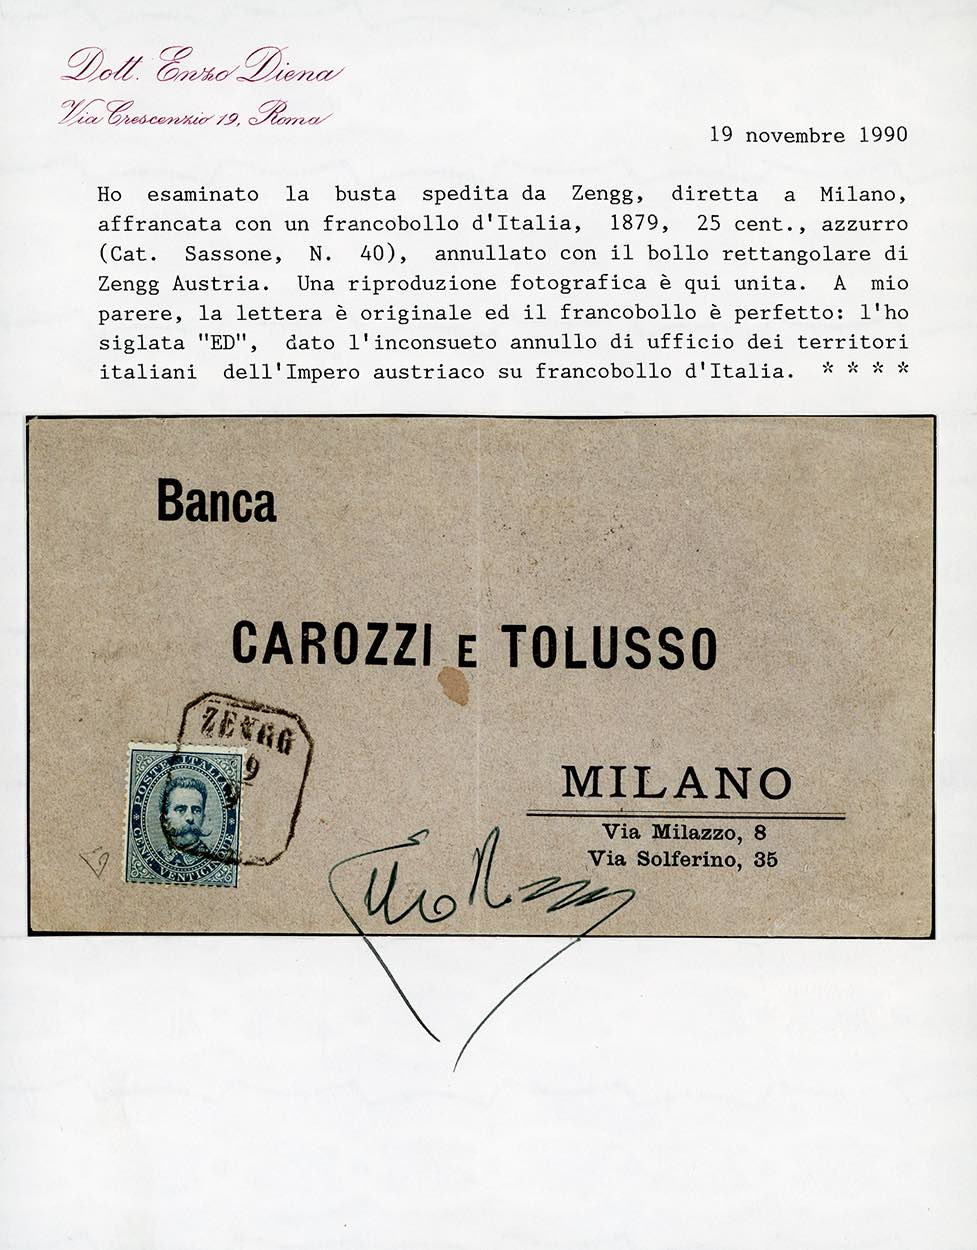 Dott. Enzo Diena
Via Crescenzio 19, Roma
19 novembre 1990
Ho esaminato la busta spedita da Zengg, diretta a Milano,
affrancata con un francobollo d'Italia, 1879, 25 cent., azzurro
(Cat. Sassone, N. 40), annullato con il bollo rettangolare di
Zengg Austria. Una riproduzione fotografica è qui unita. A mio
parere, la lettera è originale ed il francobollo è perfetto: l'ho
siglata "ED", dato l'inconsueto annullo di ufficio dei territori
italiani dell'Impero austriaco su francobollo d'Italia. * * * *
Banca
CAROZZI E TOLUSSO
ZENGG
9
POSTE ITALIANE
CENT. VENTICINQUE
MILANO
Via Milazzo, 8
Via Solferino, 35